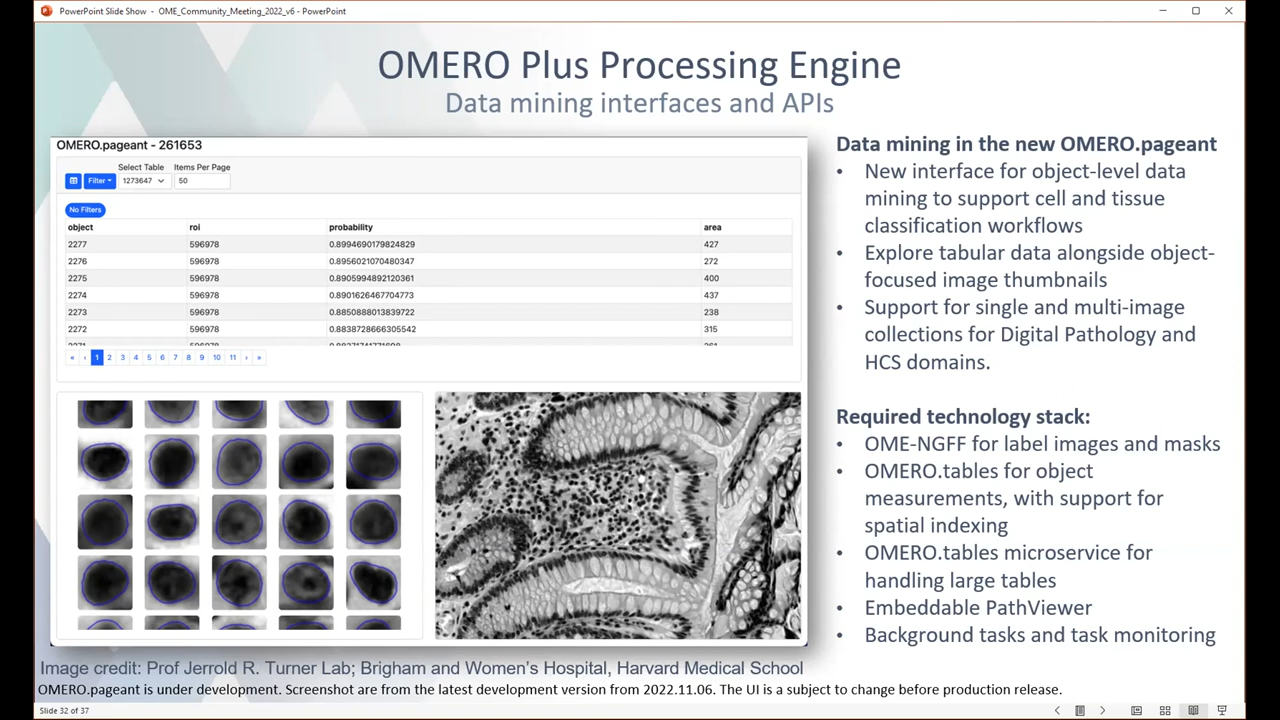 PowerPoint Slide Show - OME_Community_Meeting_2022_v6 - PowerPoint
OMERO Plus Processing Engine
Data mining interfaces and APIs
OMERO.pageant - 261653
Select Table Items Per Page
Filter 1273647 50
No Filters
object roi probability area
2277 596978 0.8994690179824829 427
2276 596978 0.8956021070480347 272
2275 596978 0.8905994892120361 400
2274 596978 0.8901626467704773 437
2273 596978 0.8850888013839722 238
2272 596978 0.8838728666305542 315
« ‹ 1 2 3 4 5 6 7 8 9 10 11 › »
Data mining in the new OMERO.pageant
• New interface for object-level data
mining to support cell and tissue
classification workflows
• Explore tabular data alongside object-
focused image thumbnails
• Support for single and multi-image
collections for Digital Pathology and
HCS domains.
Required technology stack:
• OME-NGFF for label images and masks
• OMERO.tables for object
measurements, with support for
spatial indexing
• OMERO.tables microservice for
handling large tables
• Embeddable PathViewer
• Background tasks and task monitoring
Image credit: Prof Jerrold R. Turner Lab; Brigham and Women's Hospital, Harvard Medical School
OMERO.pageant is under development. Screenshot are from the latest development version from 2022.11.06. The UI is a subject to change before production release.
Slide 32 of 37